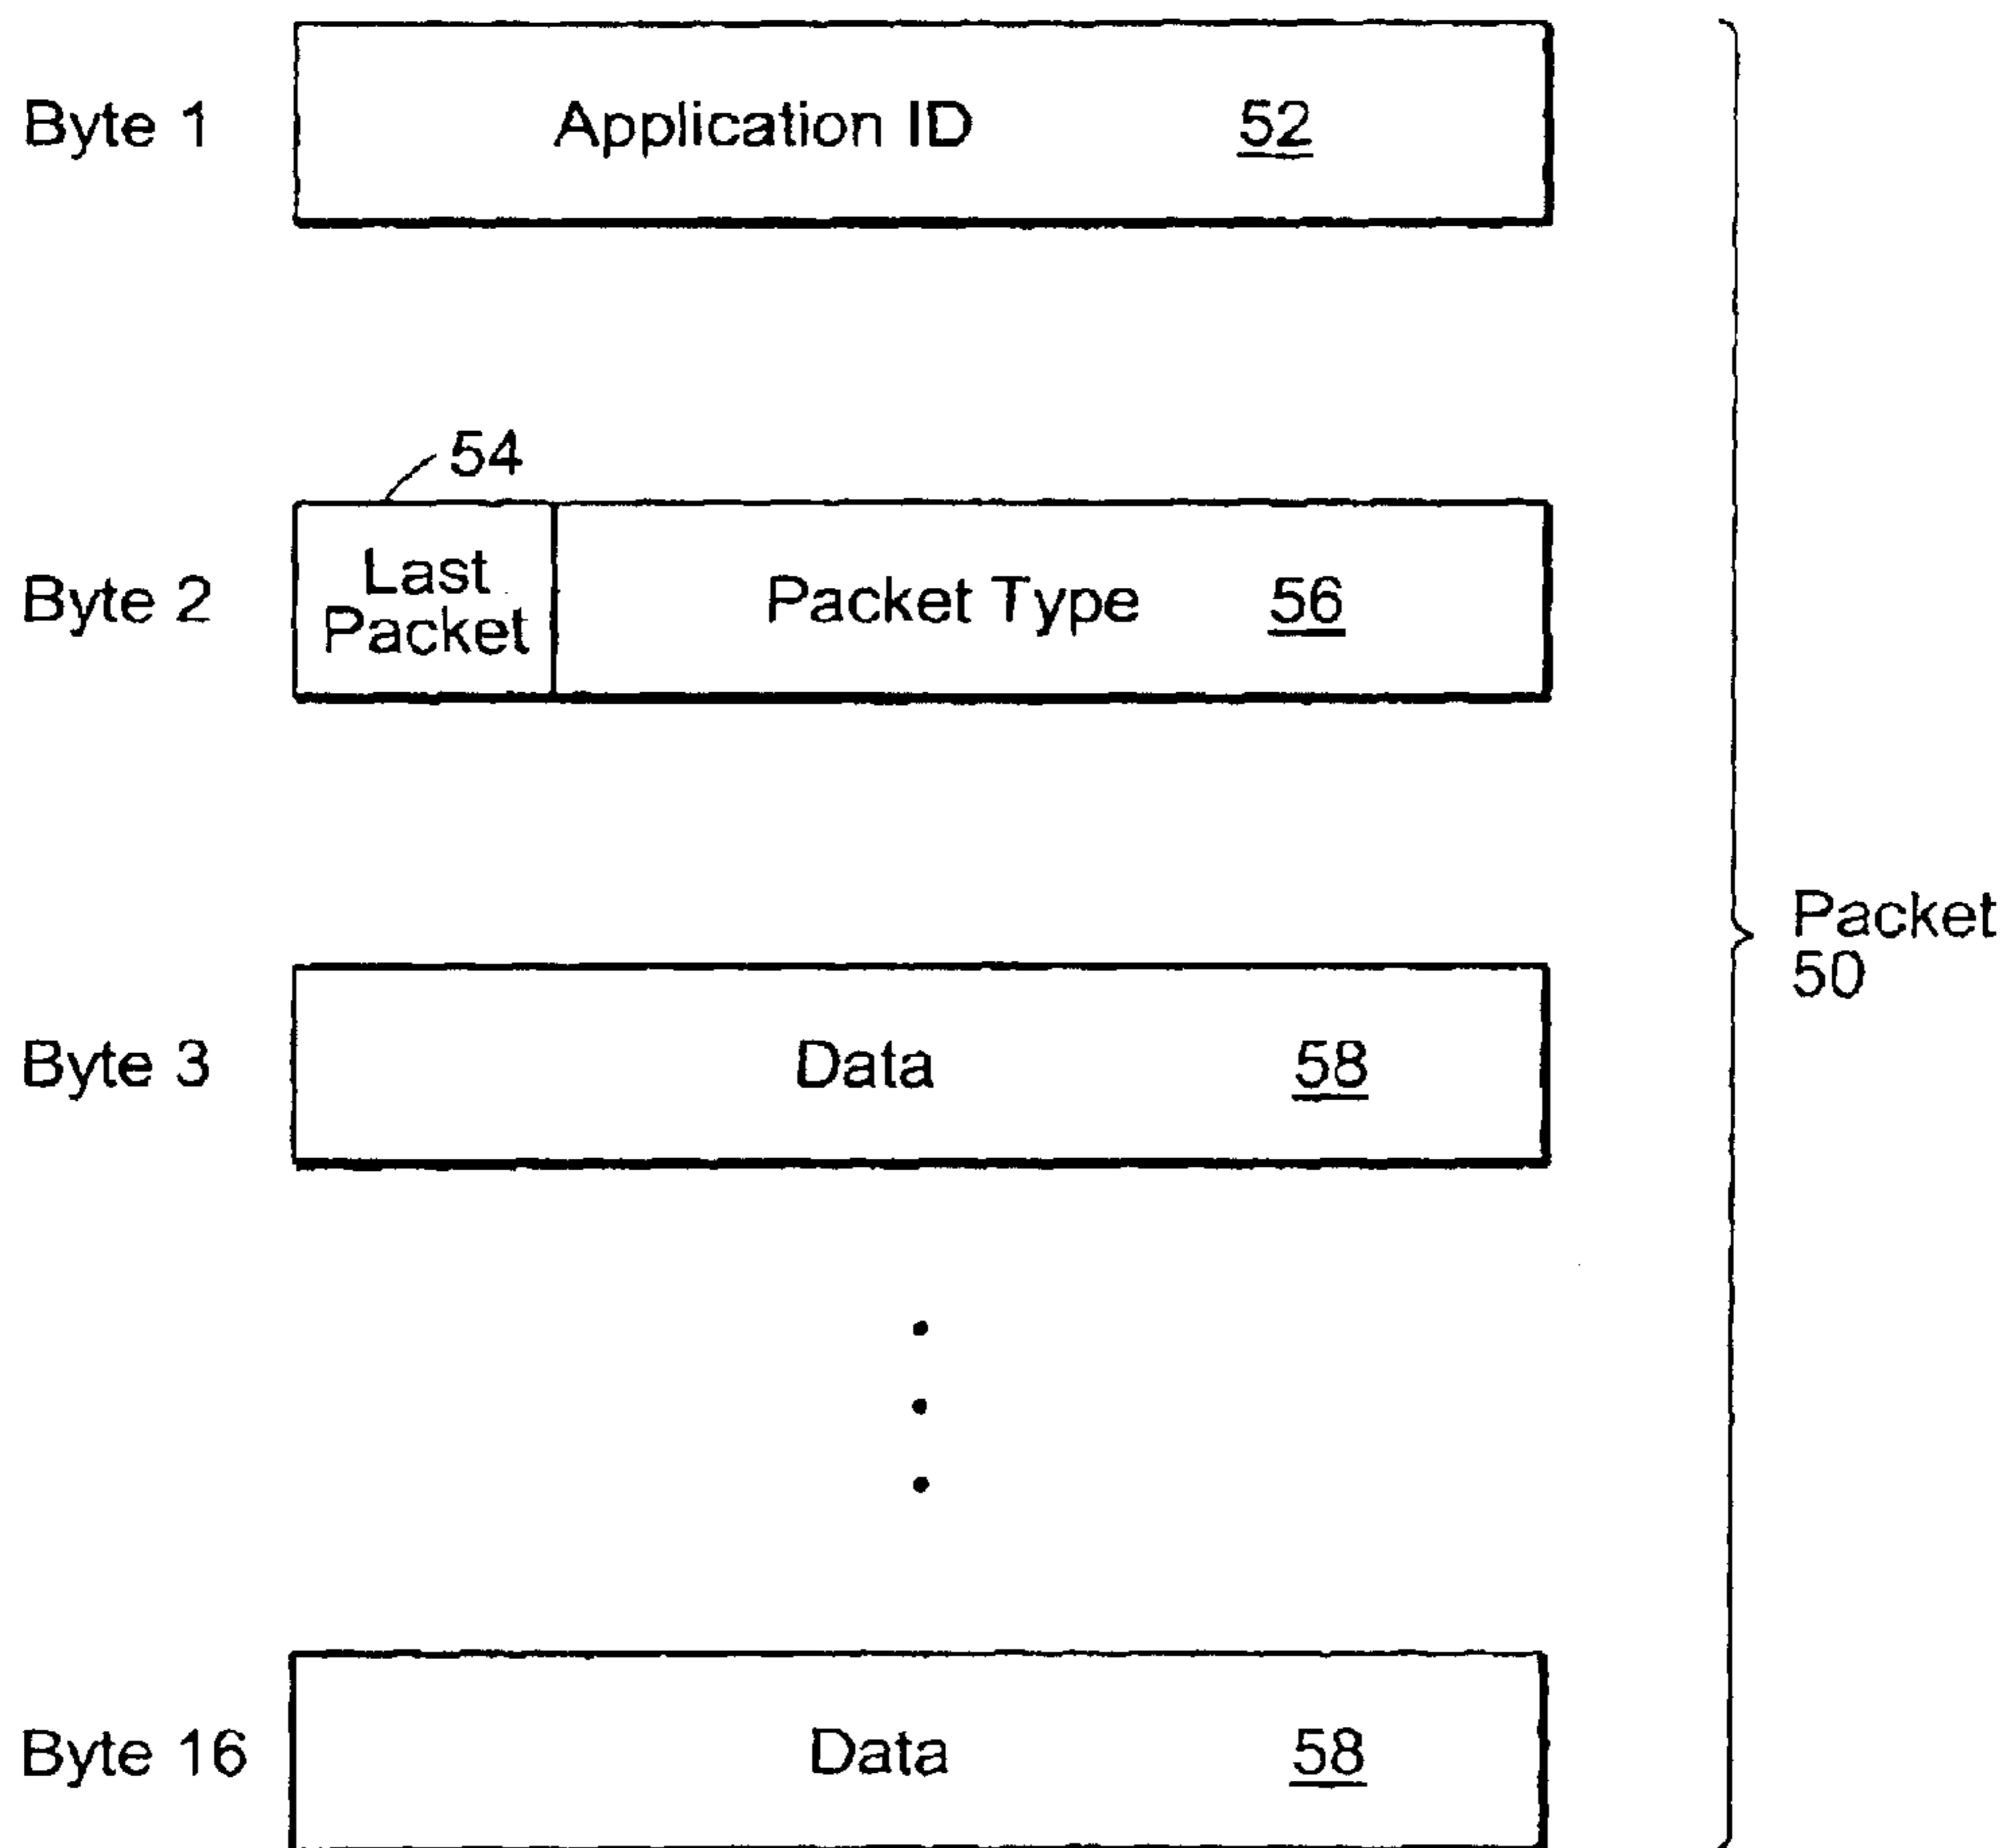 Byte 1
Application ID 52
54
Byte 2
Last
Packet
Packet Type 56
Packet
50
Byte 3
Data 58
Byte 16
Data 58